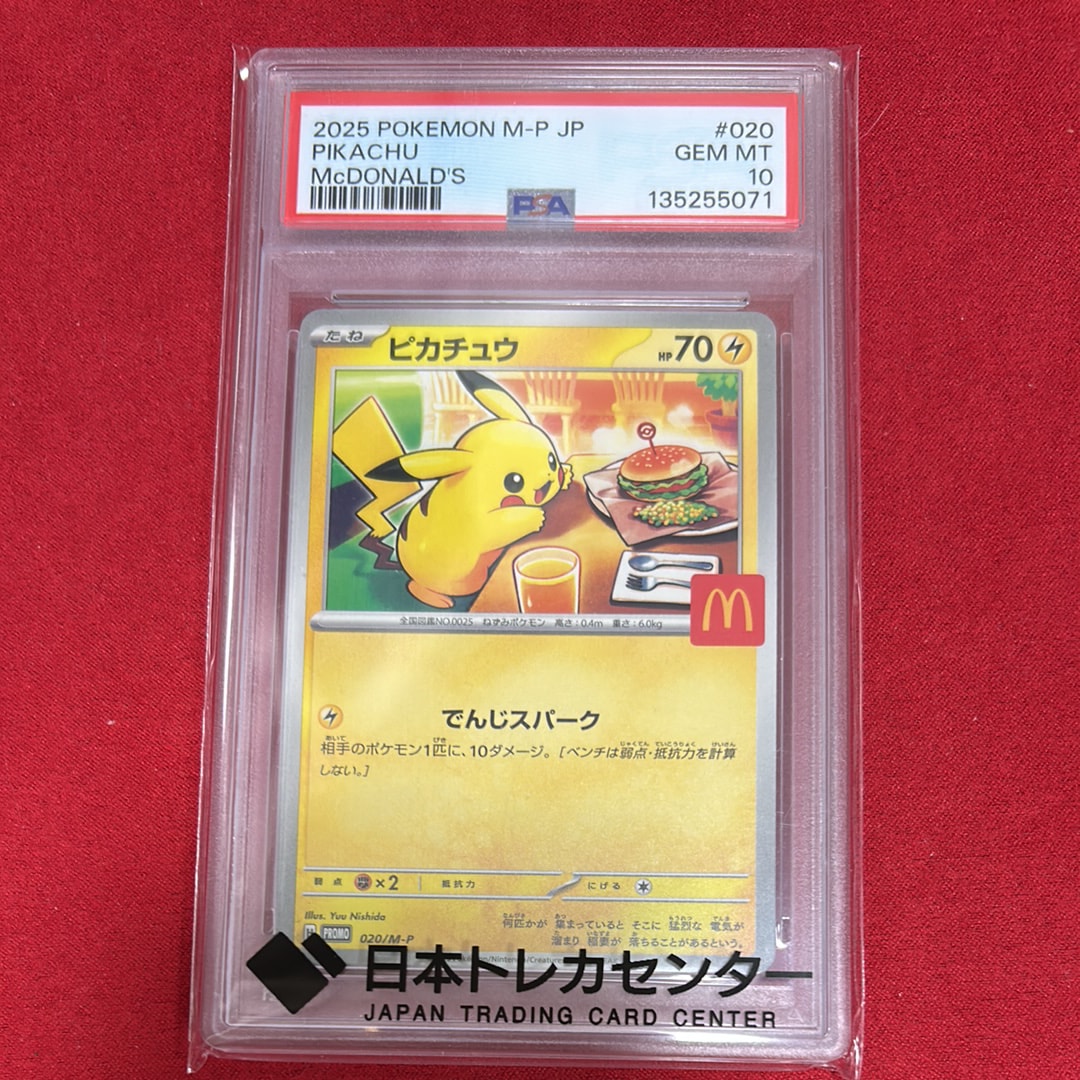 2025 POKEMON M-P JP #020
PIKACHU GEM MT
McDONALD'S 10
PSA 135255071
たね ピカチュウ HP70
全国図鑑NO.0025 ねずみポケモン 高さ:0.4m 重さ:6.0kg
でんじスパーク
相手のポケモン1匹に、10ダメージ。[ベンチは弱点・抵抗力を計算
しない。]
弱点 ×2 抵抗力 にげる
Illus. Yuu Nishida
何匹かが 集まっていると そこに 猛烈な 電気が
PROMO 020/M-P
溜まり 稲妻が 落ちることがあるという。
日本トレカセンター
JAPAN TRADING CARD CENTER